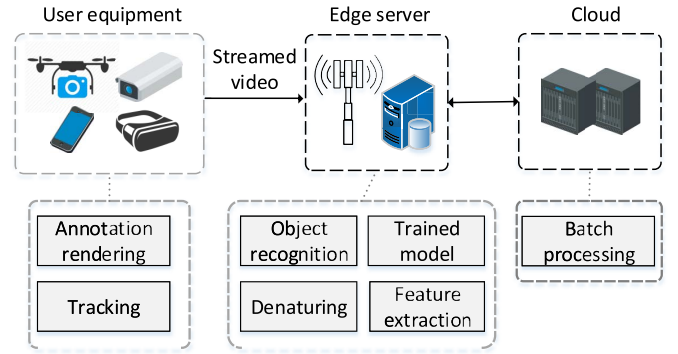 User equipment
Edge server
Cloud
Streamed
video
Annotation
rendering
Tracking
Object
recognition
Trained
model
Denaturing
Feature
extraction
Batch
processing